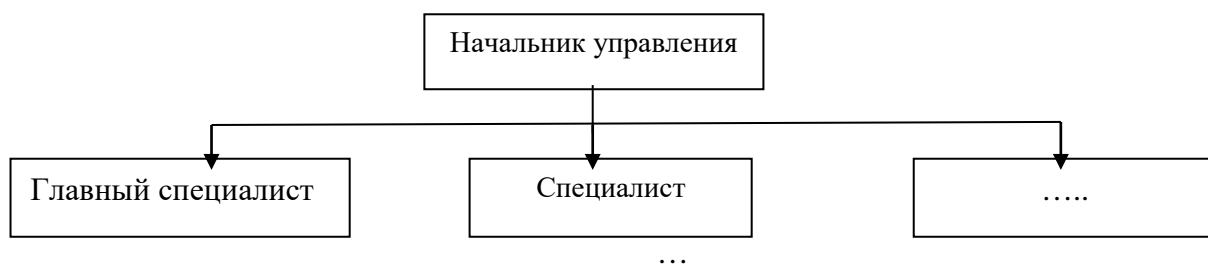 Начальник управления
Главный специалист
Специалист
…..
…